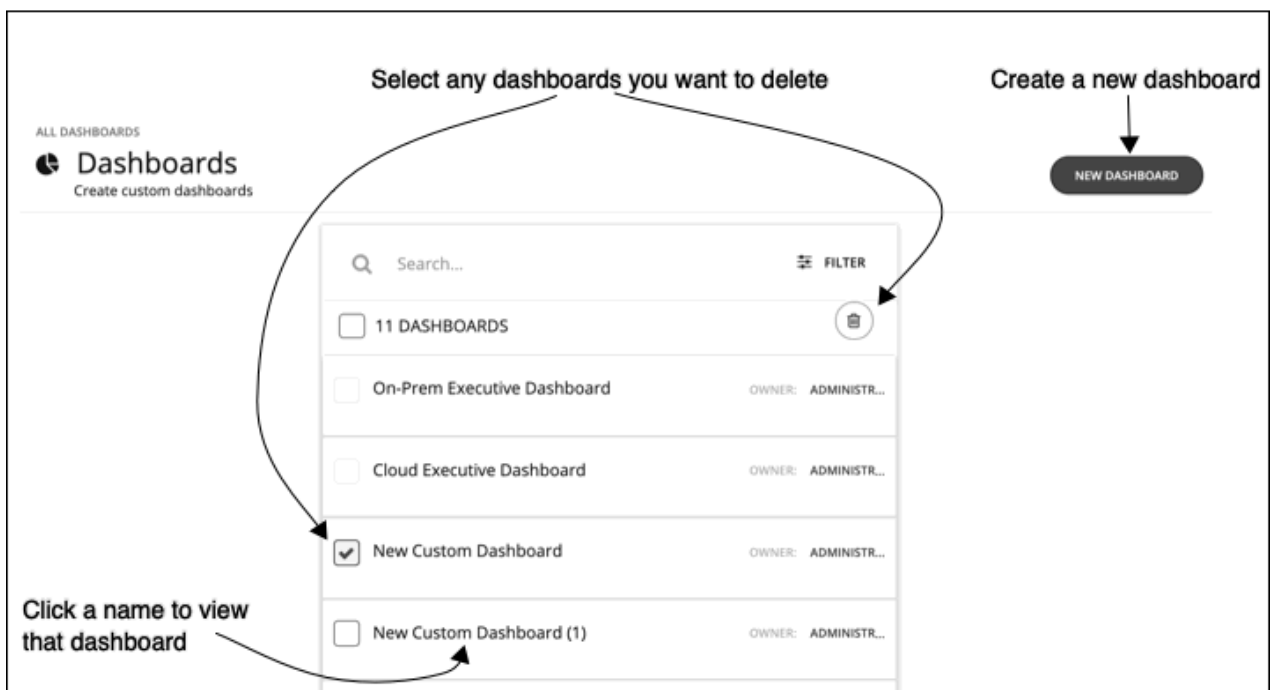 Select any dashboards you want to delete
Create a new dashboard
ALL DASHBOARDS
Dashboards
Create custom dashboards
NEW DASHBOARD
Search...
FILTER
11 DASHBOARDS
On-Prem Executive Dashboard
OWNER: ADMINISTR...
Cloud Executive Dashboard
OWNER: ADMINISTR...
New Custom Dashboard
OWNER: ADMINISTR...
Click a name to view
that dashboard
New Custom Dashboard (1)
OWNER: ADMINISTR...